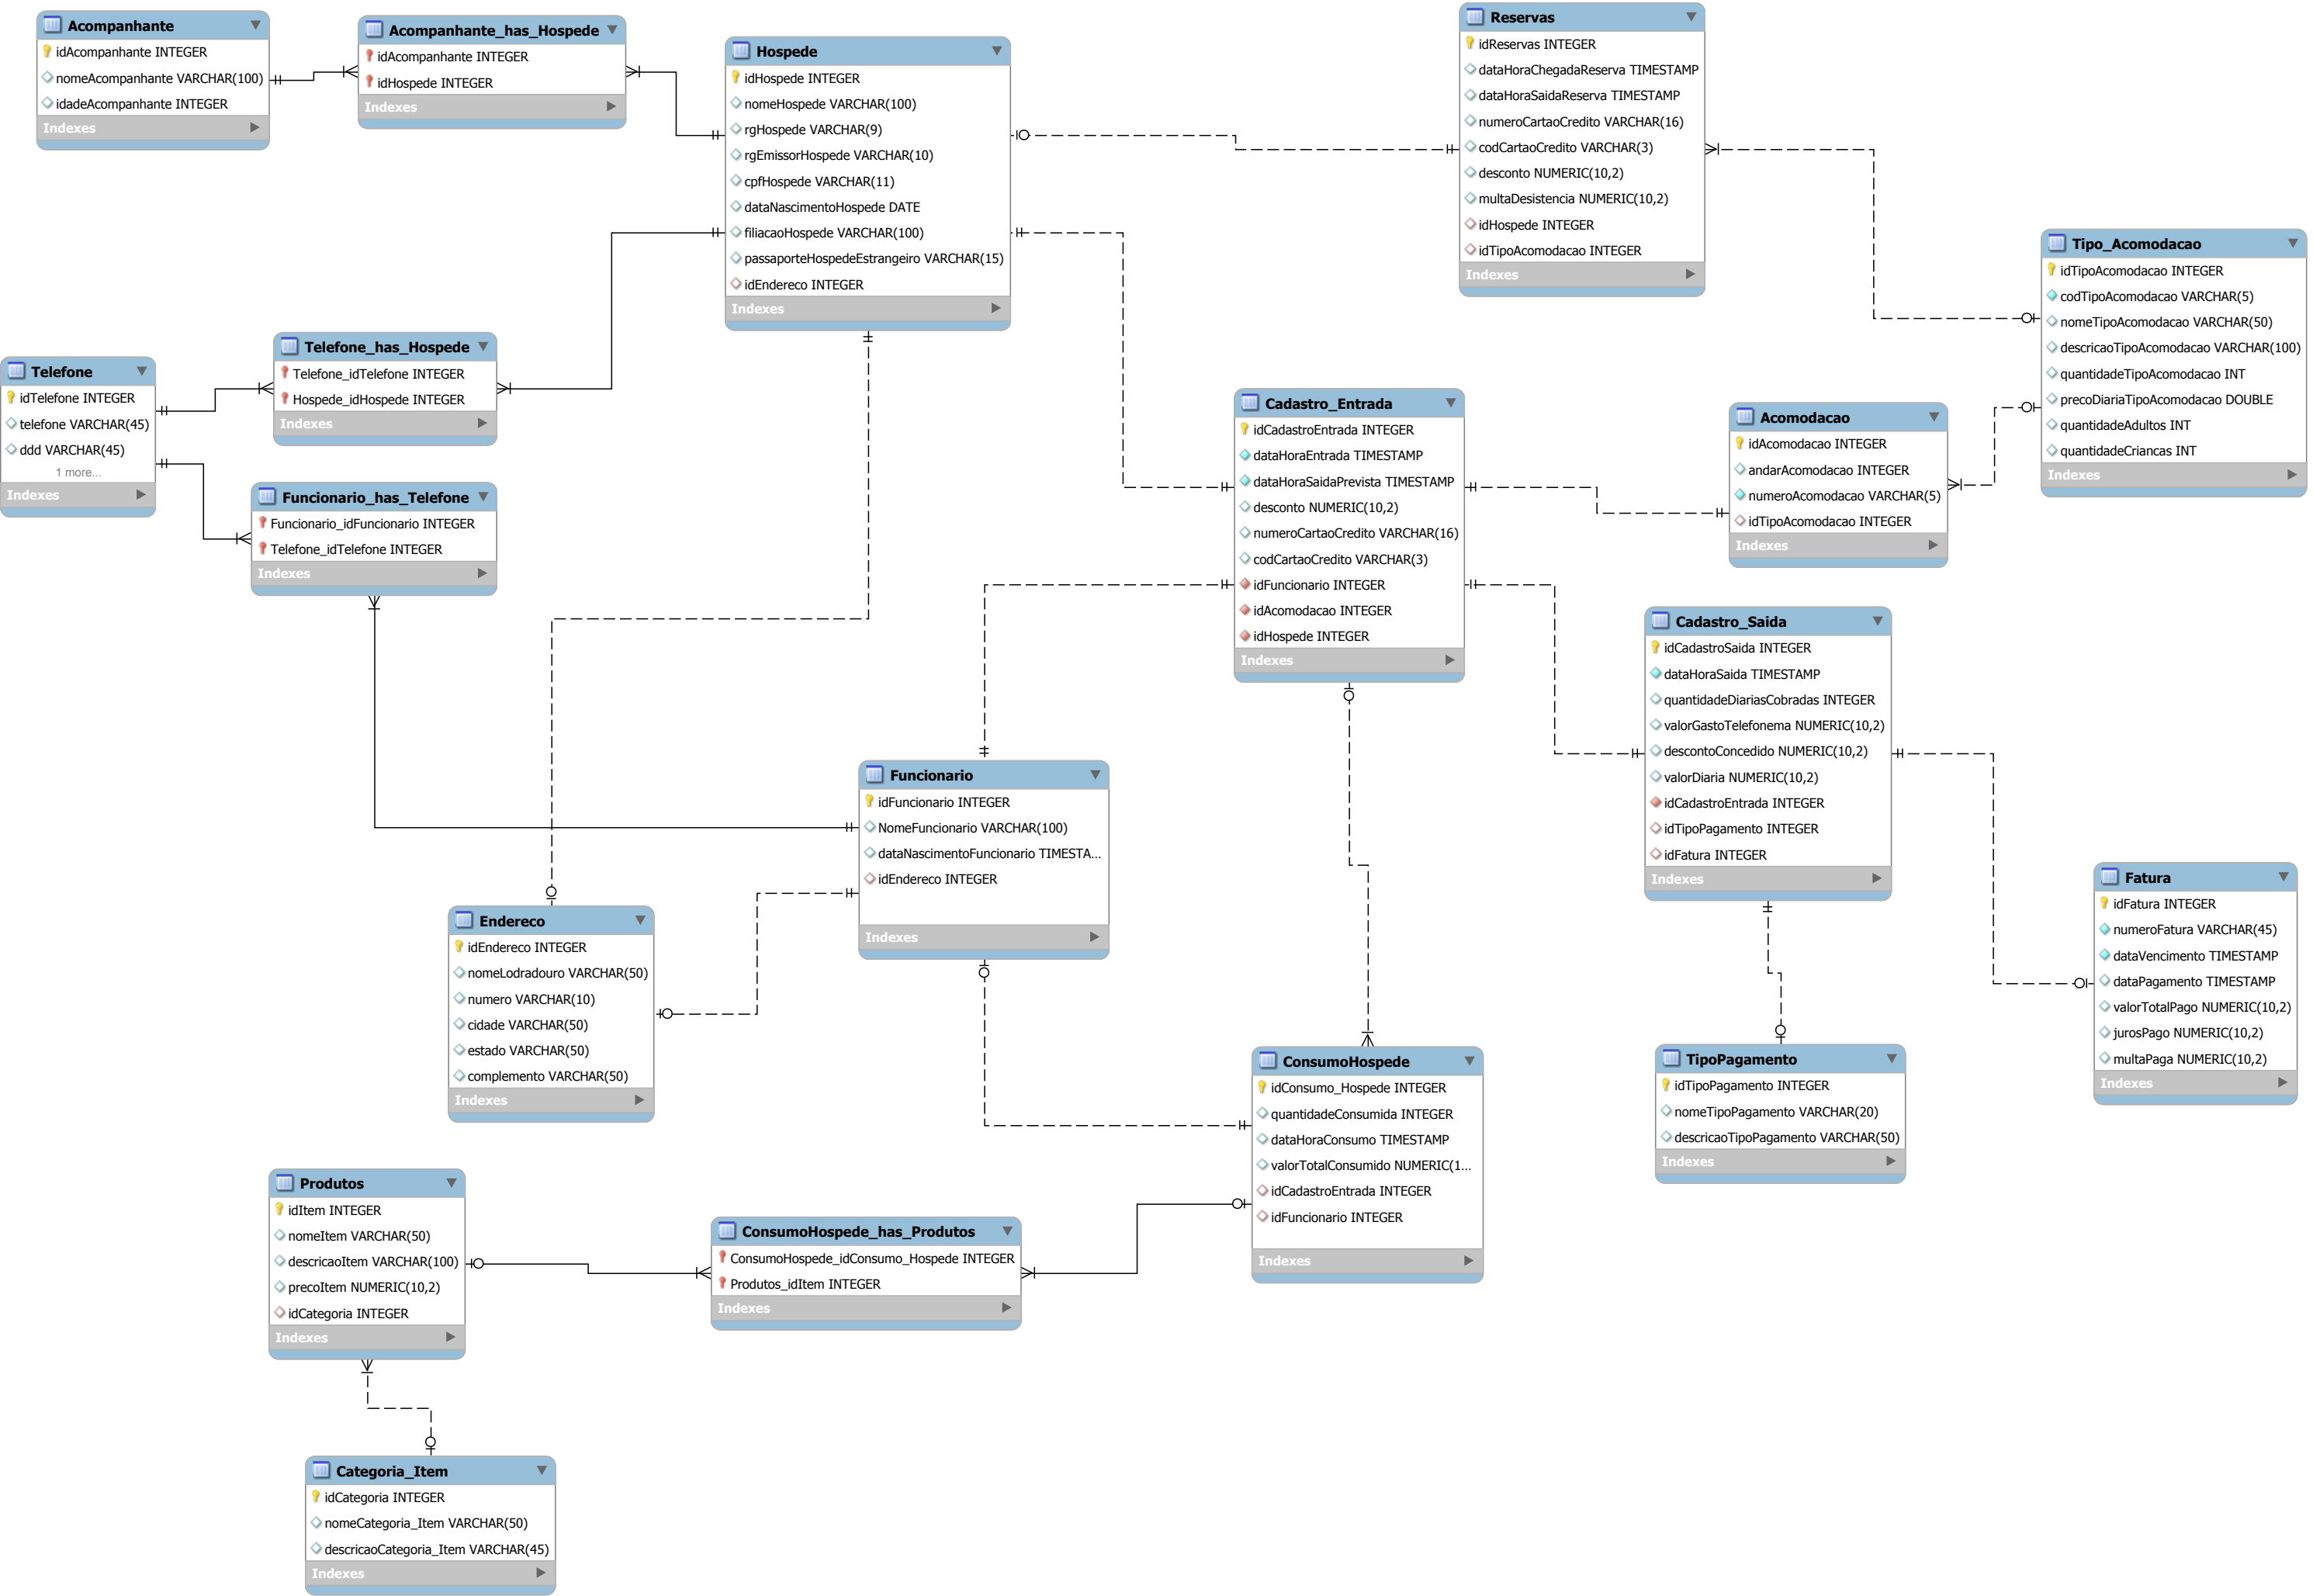 Acompanhante
idAcompanhante INTEGER
nomeAcompanhante VARCHAR(100)
idadeAcompanhante INTEGER
Indexes
Acompanhante_has_Hospede
idAcompanhante INTEGER
idHospede INTEGER
Indexes
Hospede
idHospede INTEGER
nomeHospede VARCHAR(100)
rgHospede VARCHAR(9)
rgEmissorHospede VARCHAR(10)
cpfHospede VARCHAR(11)
dataNascimentoHospede DATE
filiacaoHospede VARCHAR(100)
passaporteHospedeEstrangeiro VARCHAR(15)
idEndereco INTEGER
Indexes
Reservas
idReservas INTEGER
dataHoraChegadaReserva TIMESTAMP
dataHoraSaidaReserva TIMESTAMP
numeroCartaoCredito VARCHAR(16)
codCartaoCredito VARCHAR(3)
desconto NUMERIC(10,2)
multaDesistencia NUMERIC(10,2)
idHospede INTEGER
idTipoAcomodacao INTEGER
Indexes
Tipo_Acomodacao
idTipoAcomodacao INTEGER
codTipoAcomodacao VARCHAR(5)
nomeTipoAcomodacao VARCHAR(50)
descricaoTipoAcomodacao VARCHAR(100)
quantidadeTipoAcomodacao INT
precoDiariaTipoAcomodacao DOUBLE
quantidadeAdultos INT
quantidadeCriancas INT
Indexes
Telefone
idTelefone INTEGER
telefone VARCHAR(45)
ddd VARCHAR(45)
1 more...
Indexes
Telefone_has_Hospede
Telefone_idTelefone INTEGER
Hospede_idHospede INTEGER
Indexes
Funcionario_has_Telefone
Funcionario_idFuncionario INTEGER
Telefone_idTelefone INTEGER
Indexes
Cadastro_Entrada
idCadastroEntrada INTEGER
dataHoraEntrada TIMESTAMP
dataHoraSaidaPrevista TIMESTAMP
desconto NUMERIC(10,2)
numeroCartaoCredito VARCHAR(16)
codCartaoCredito VARCHAR(3)
idFuncionario INTEGER
idAcomodacao INTEGER
idHospede INTEGER
Indexes
Acomodacao
idAcomodacao INTEGER
andarAcomodacao INTEGER
numeroAcomodacao VARCHAR(5)
idTipoAcomodacao INTEGER
Indexes
Cadastro_Saida
idCadastroSaida INTEGER
dataHoraSaida TIMESTAMP
quantidadeDiariasCobradas INTEGER
valorGastoTelefonema NUMERIC(10,2)
descontoConcedido NUMERIC(10,2)
valorDiaria NUMERIC(10,2)
idCadastroEntrada INTEGER
idTipoPagamento INTEGER
idFatura INTEGER
Indexes
Funcionario
idFuncionario INTEGER
NomeFuncionario VARCHAR(100)
dataNascimentoFuncionario TIMESTA...
idEndereco INTEGER
Indexes
Fatura
idFatura INTEGER
numeroFatura VARCHAR(45)
dataVencimento TIMESTAMP
dataPagamento TIMESTAMP
valorTotalPago NUMERIC(10,2)
jurosPago NUMERIC(10,2)
multaPaga NUMERIC(10,2)
Indexes
Endereco
idEndereco INTEGER
nomeLodradouro VARCHAR(50)
numero VARCHAR(10)
cidade VARCHAR(50)
estado VARCHAR(50)
complemento VARCHAR(50)
Indexes
ConsumoHospede
idConsumo_Hospede INTEGER
quantidadeConsumida INTEGER
dataHoraConsumo TIMESTAMP
valorTotalConsumido NUMERIC(1...
idCadastroEntrada INTEGER
idFuncionario INTEGER
Indexes
TipoPagamento
idTipoPagamento INTEGER
nomeTipoPagamento VARCHAR(20)
descricaoTipoPagamento VARCHAR(50)
Indexes
Produtos
idItem INTEGER
nomeItem VARCHAR(50)
descricaoItem VARCHAR(100)
precoItem NUMERIC(10,2)
idCategoria INTEGER
Indexes
ConsumoHospede_has_Produtos
ConsumoHospede_idConsumo_Hospede INTEGER
Produtos_idItem INTEGER
Indexes
Categoria_Item
idCategoria INTEGER
nomeCategoria_Item VARCHAR(50)
descricaoCategoria_Item VARCHAR(45)
Indexes